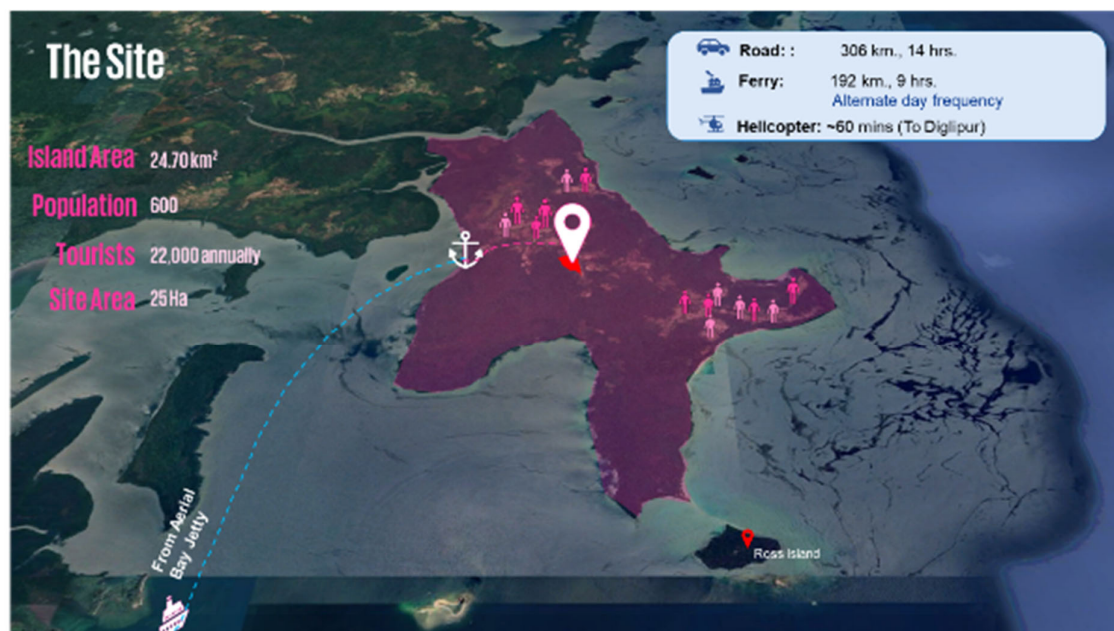 The Site
Road: : 306 km., 14 hrs.
Ferry: 192 km., 9 hrs.
Alternate day frequency
Helicopter: ~60 mins (To Diglipur)
Island Area 24.70 km²
Population 600
Tourists 22,000 annually
Site Area 25 Ha
From Aerial
Bay Jetty
Ross Island